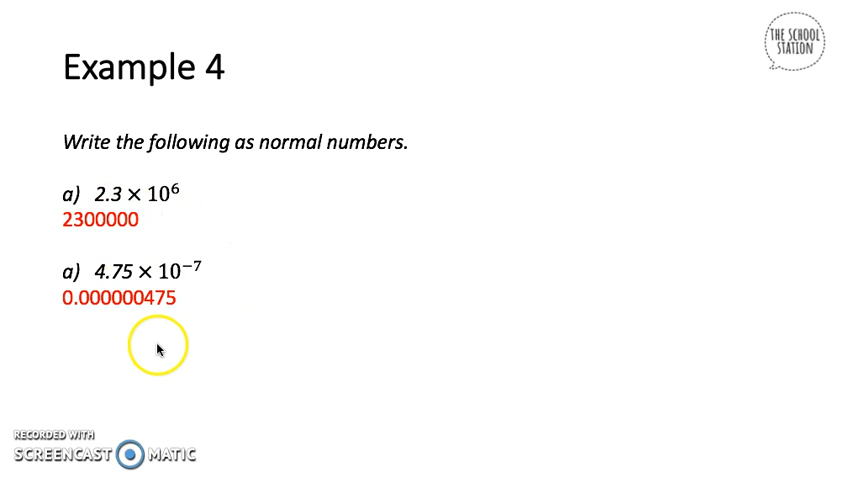 THE SCHOOL
STATION
Example 4
Write the following as normal numbers.
a) 2.3 × 10⁶
2300000
a) 4.75 × 10⁻⁷
0.000000475
RECORDED WITH
SCREENCAST MATIC